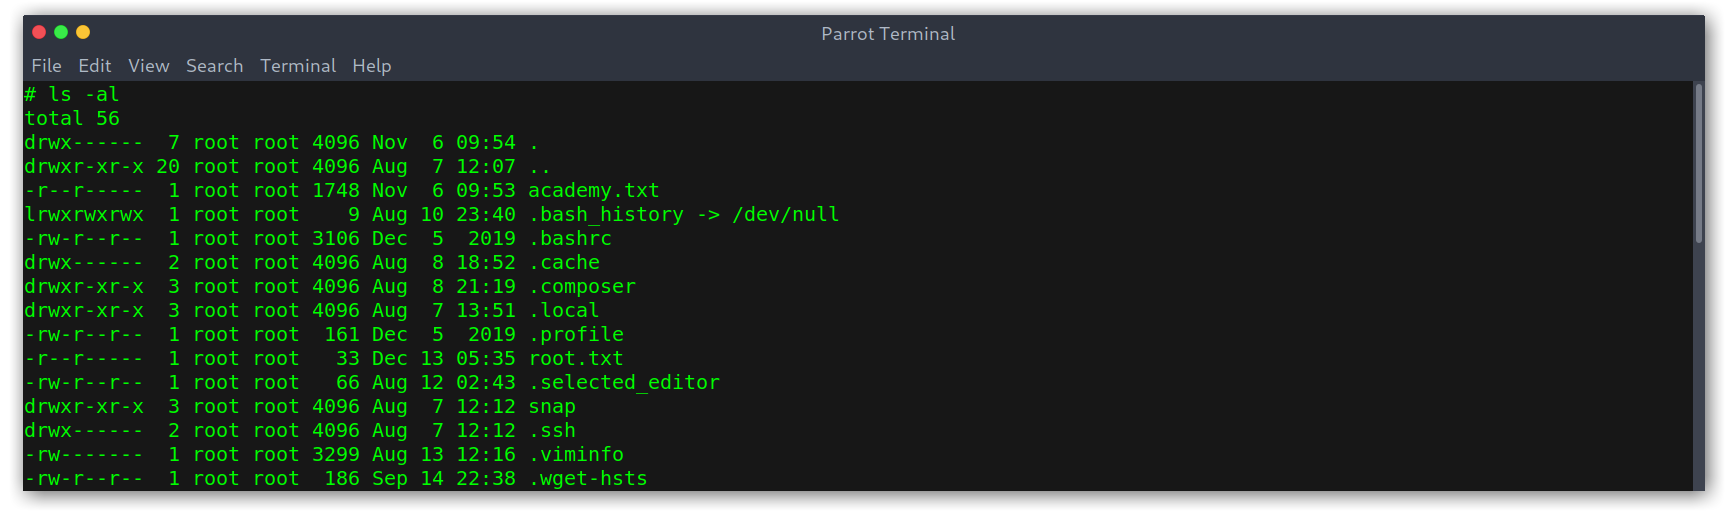 Parrot Terminal
File Edit View Search Terminal Help
# ls -al
total 56
drwx------  7 root root 4096 Nov  6 09:54 .
drwxr-xr-x 20 root root 4096 Aug  7 12:07 ..
-r--r-----  1 root root 1748 Nov  6 09:53 academy.txt
lrwxrwxrwx  1 root root    9 Aug 10 23:40 .bash_history -> /dev/null
-rw-r--r--  1 root root 3106 Dec  5  2019 .bashrc
drwx------  2 root root 4096 Aug  8 18:52 .cache
drwxr-xr-x  3 root root 4096 Aug  8 21:19 .composer
drwxr-xr-x  3 root root 4096 Aug  7 13:51 .local
-rw-r--r--  1 root root  161 Dec  5  2019 .profile
-r--r-----  1 root root   33 Dec 13 05:35 root.txt
-rw-r--r--  1 root root   66 Aug 12 02:43 .selected_editor
drwxr-xr-x  3 root root 4096 Aug  7 12:12 snap
drwx------  2 root root 4096 Aug  7 12:12 .ssh
-rw-------  1 root root 3299 Aug 13 12:16 .viminfo
-rw-r--r--  1 root root  186 Sep 14 22:38 .wget-hsts